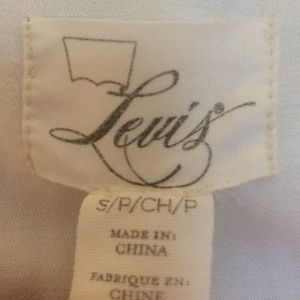 Levi's®
S/P/CH/P
MADE IN:
CHINA
FABRIQUE EN:
CHINE